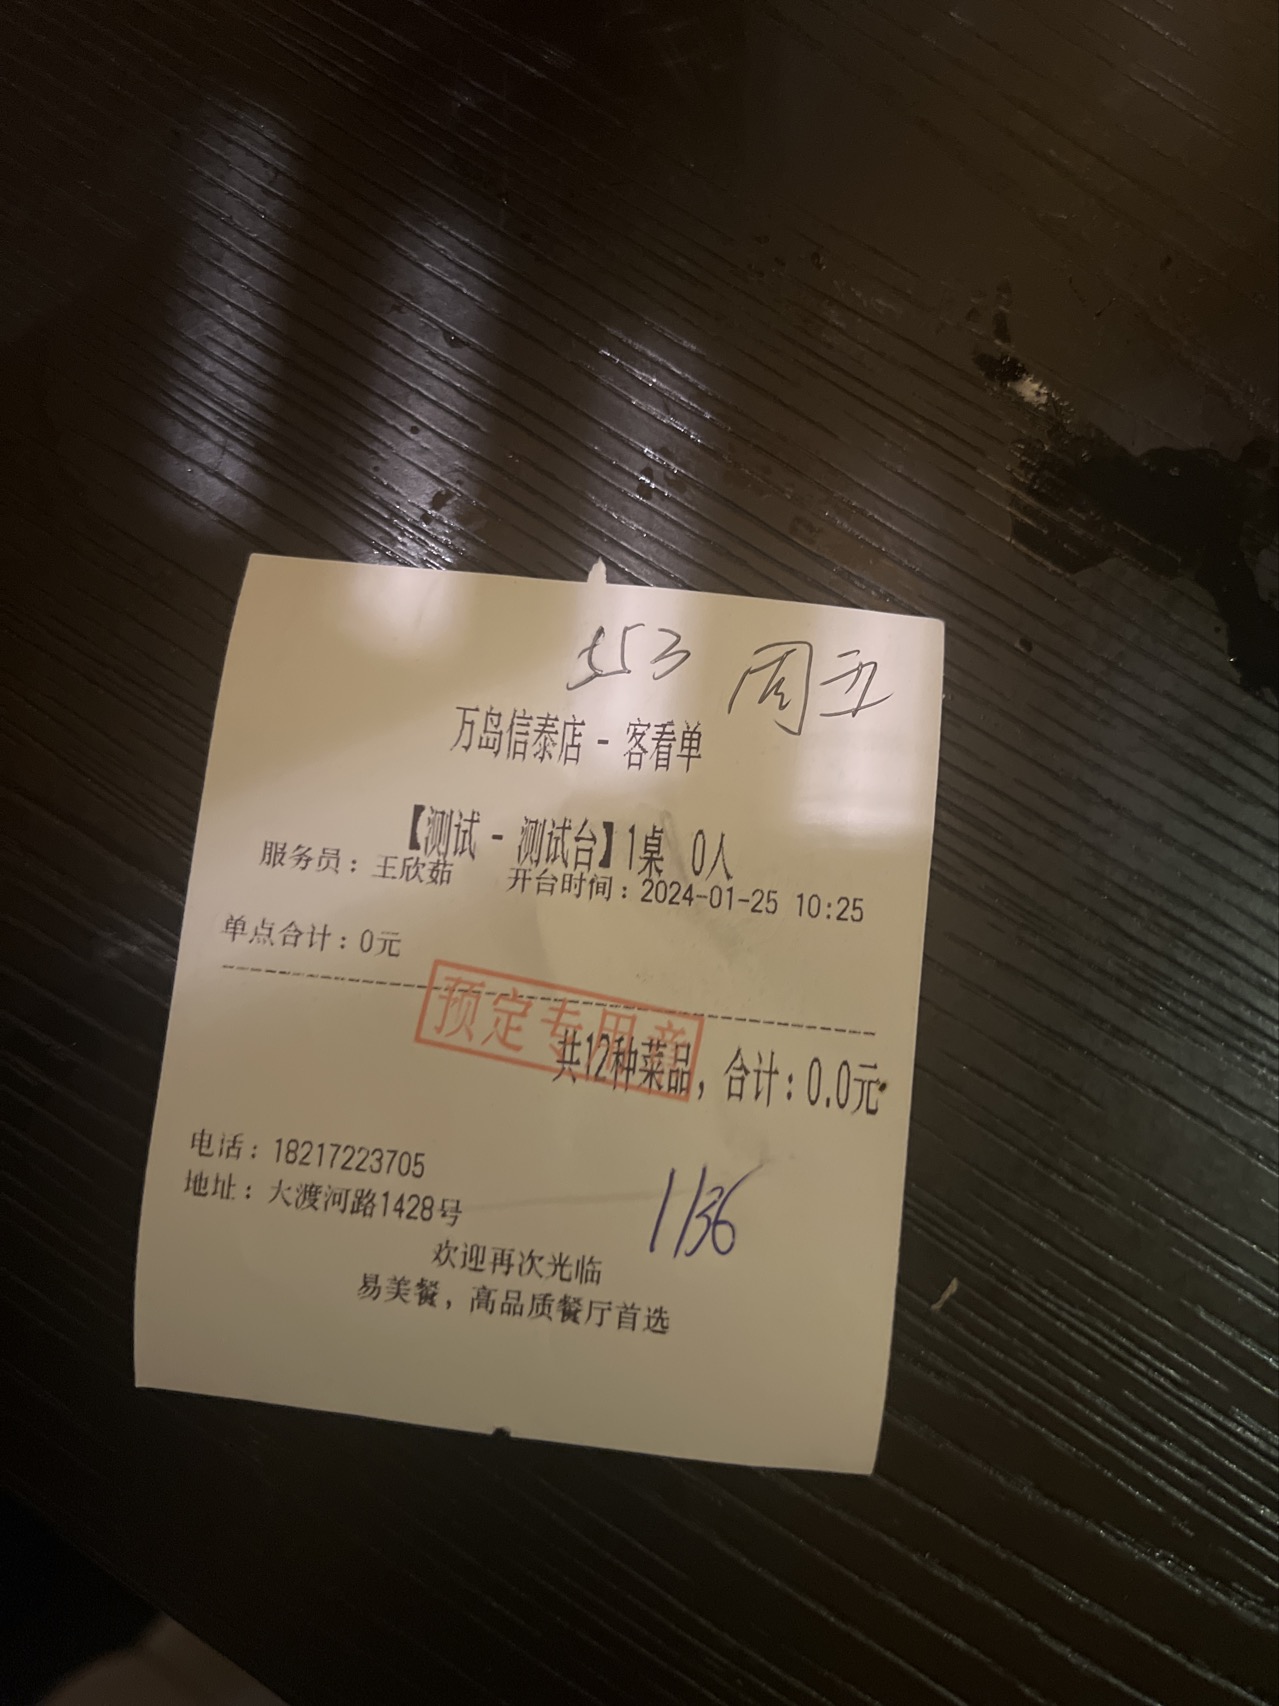 周五
万岛信泰店 - 客看单
【测试 - 测试台】1桌 0人
服务员：王欣茹 开台时间：2024-01-25 10:25
单点合计：0元
预定专用章
共12种菜品，合计：0.0元
电话：18217223705
地址：大渡河路1428号
1136
欢迎再次光临
易美餐，高品质餐厅首选